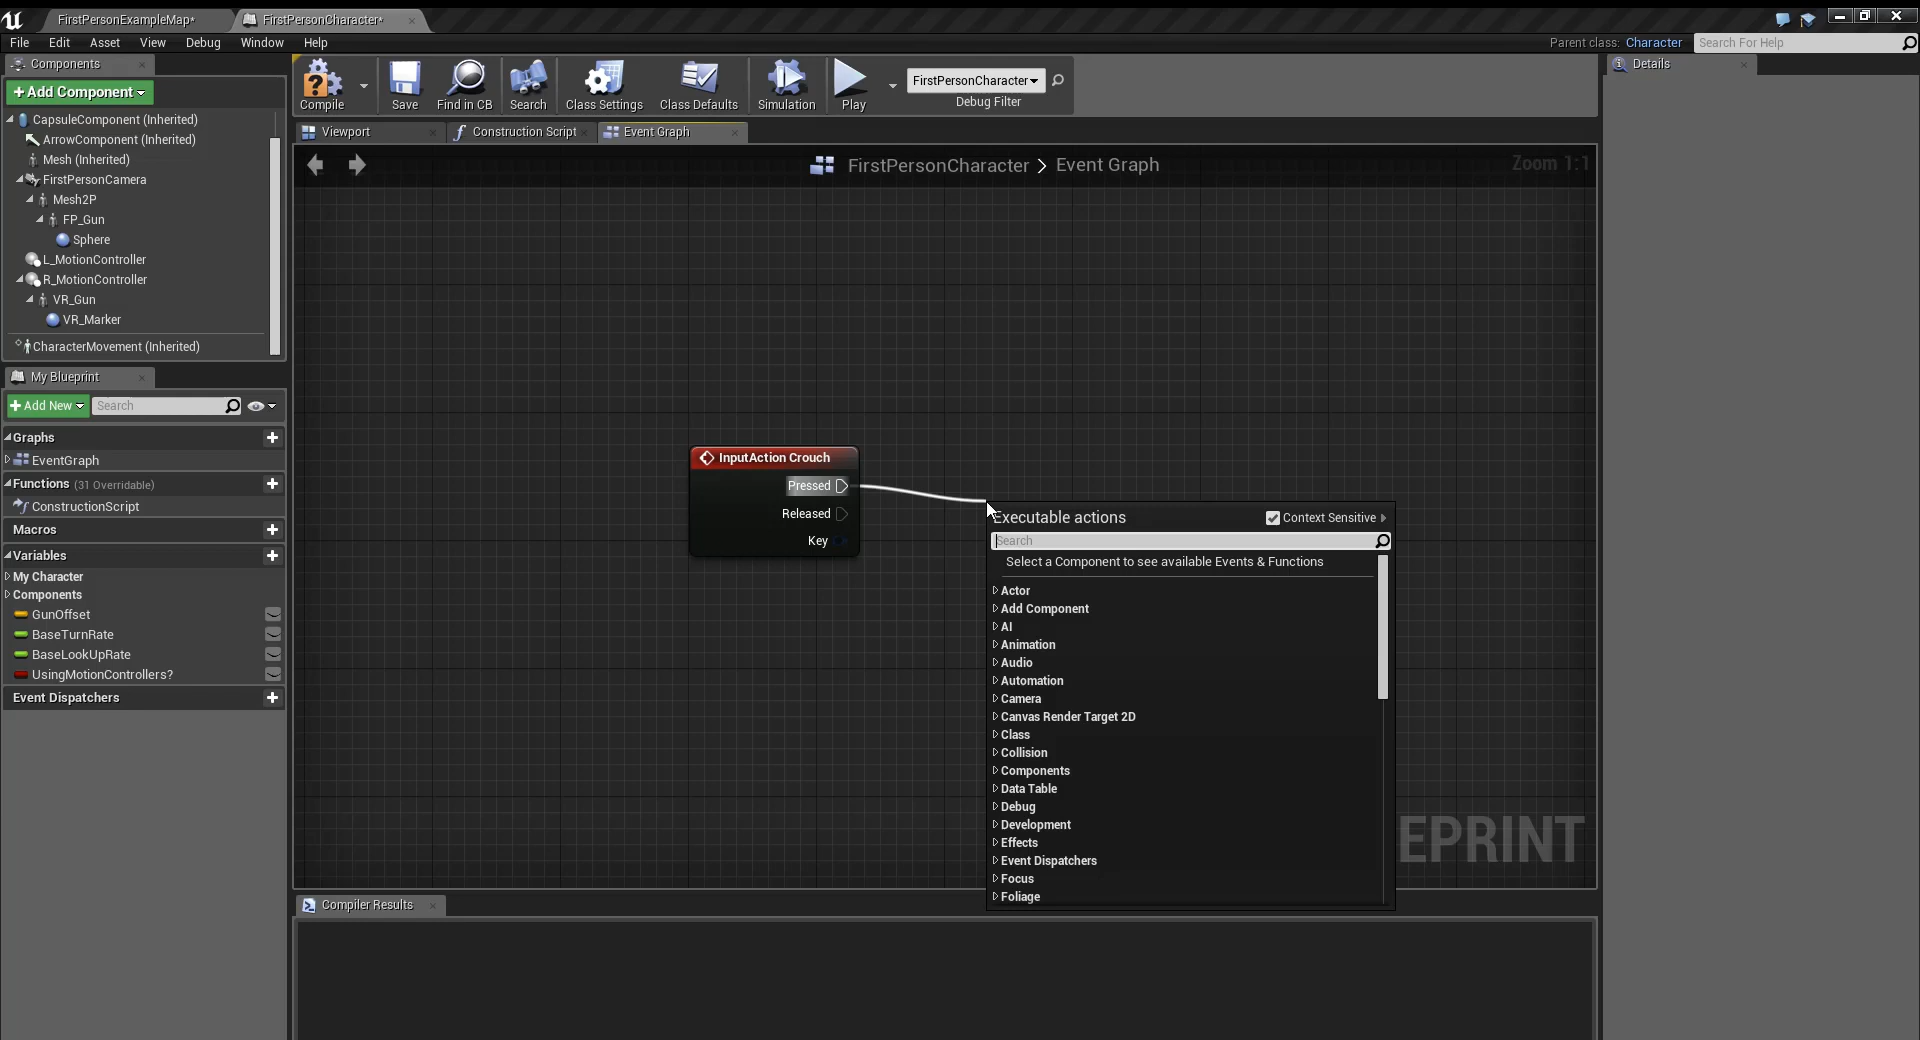 FirstPersonExampleMap*
FirstPersonCharacter*
File Edit Asset View Debug Window Help
Parent class: Character
Search For Help
Components
Add Component
CapsuleComponent (Inherited)
ArrowComponent (Inherited)
Mesh (Inherited)
FirstPersonCamera
Mesh2P
FP_Gun
Sphere
L_MotionController
R_MotionController
VR_Gun
VR_Marker
CharacterMovement (Inherited)
My Blueprint
Add New
Search
Graphs
EventGraph
Functions (31 Overridable)
ConstructionScript
Macros
Variables
My Character
Components
GunOffset
BaseTurnRate
BaseLookUpRate
UsingMotionControllers?
Event Dispatchers
Compile
Save
Find in CB
Search
Class Settings
Class Defaults
Simulation
Play
FirstPersonCharacter
Debug Filter
Viewport
Construction Script
Event Graph
FirstPersonCharacter > Event Graph
Zoom 1:1
InputAction Crouch
Pressed
Released
Key
Executable actions
Context Sensitive
Search
Select a Component to see available Events & Functions
Actor
Add Component
AI
Animation
Audio
Automation
Camera
Canvas Render Target 2D
Class
Collision
Components
Data Table
Debug
Development
Effects
Event Dispatchers
Focus
Foliage
EPRINT
Compiler Results
Details